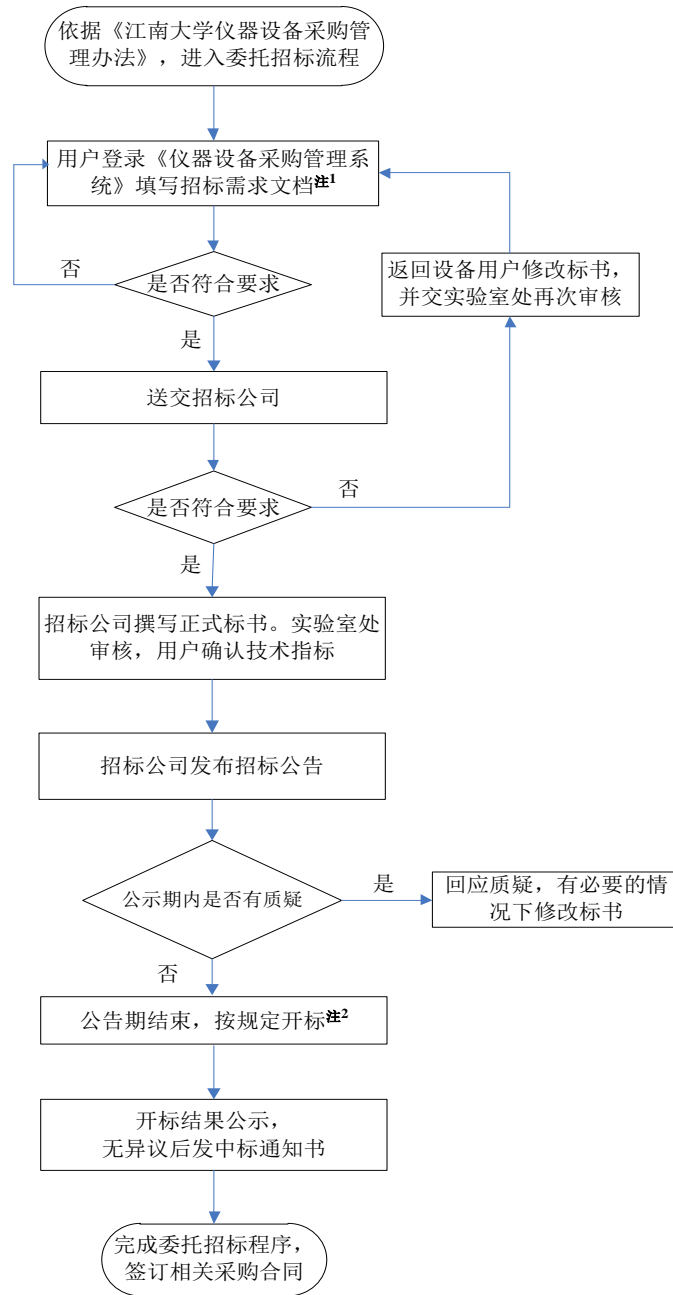 依据《江南大学仪器设备采购管
理办法》，进入委托招标流程
用户登录《仪器设备采购管理系
统》填写招标需求文档注1
否
是否符合要求
返回设备用户修改标书，
并交实验室处再次审核
是
送交招标公司
是否符合要求
否
是
招标公司撰写正式标书。实验室处
审核，用户确认技术指标
招标公司发布招标公告
公示期内是否有质疑
是
回应质疑，有必要的情
况下修改标书
否
公告期结束，按规定开标注2
开标结果公示，
无异议后发中标通知书
完成委托招标程序，
签订相关采购合同